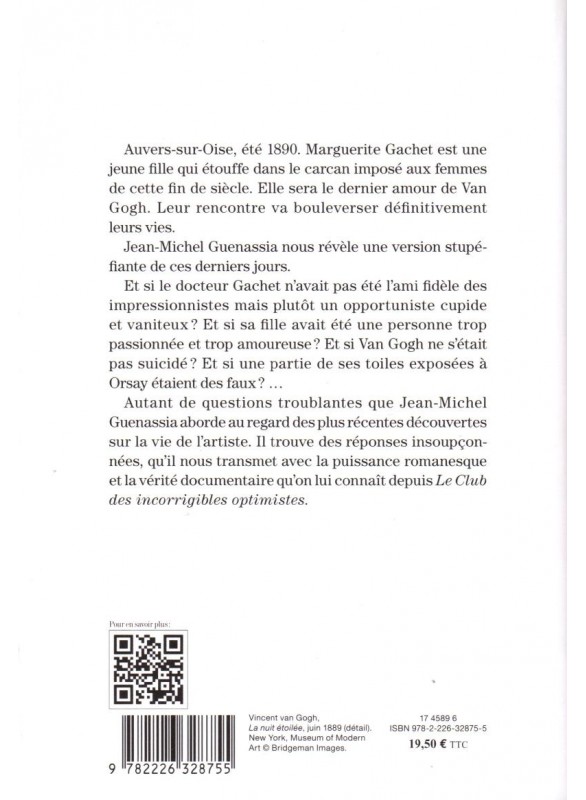 Auvers-sur-Oise, été 1890. Marguerite Gachet est une
jeune fille qui étouffe dans le carcan imposé aux femmes
de cette fin de siècle. Elle sera le dernier amour de Van
Gogh. Leur rencontre va bouleverser définitivement
leurs vies.
Jean-Michel Guenassia nous révèle une version stupé-
fiante de ces derniers jours.
Et si le docteur Gachet n'avait pas été l'ami fidèle des
impressionnistes mais plutôt un opportuniste cupide
et vaniteux ? Et si sa fille avait été une personne trop
passionnée et trop amoureuse ? Et si Van Gogh ne s'était
pas suicidé ? Et si une partie de ses toiles exposées à
Orsay étaient des faux ? …
Autant de questions troublantes que Jean-Michel
Guenassia aborde au regard des plus récentes découvertes
sur la vie de l'artiste. Il trouve des réponses insoupçon-
nées, qu'il nous transmet avec la puissance romanesque
et la vérité documentaire qu'on lui connaît depuis Le Club
des incorrigibles optimistes.
Pour en savoir plus :
Vincent van Gogh,
La nuit étoilée, juin 1889 (détail).
New York, Museum of Modern
Art © Bridgeman Images.
17 4589 6
ISBN 978-2-226-32875-5
19,50 € TTC
9 782226 328755